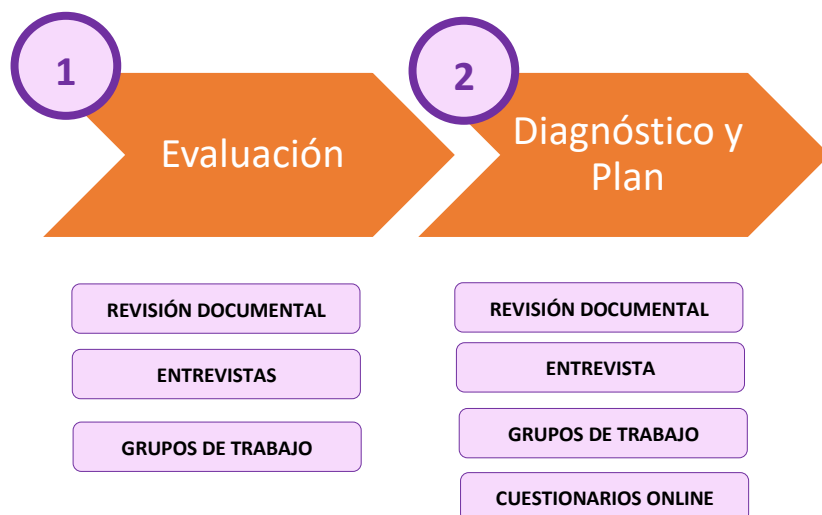 1
Evaluación
REVISIÓN DOCUMENTAL
ENTREVISTAS
GRUPOS DE TRABAJO
2
Diagnóstico y
Plan
REVISIÓN DOCUMENTAL
ENTREVISTA
GRUPOS DE TRABAJO
CUESTIONARIOS ONLINE